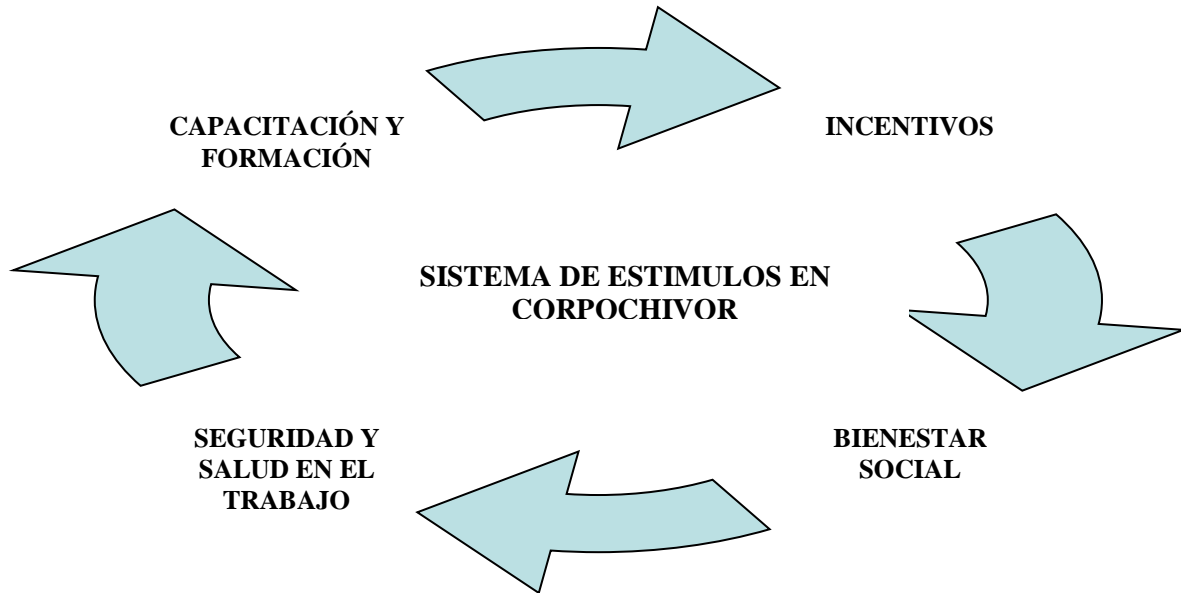 CAPACITACIÓN Y
FORMACIÓN
INCENTIVOS
SISTEMA DE ESTIMULOS EN
CORPOCHIVOR
SEGURIDAD Y
SALUD EN EL
TRABAJO
BIENESTAR
SOCIAL